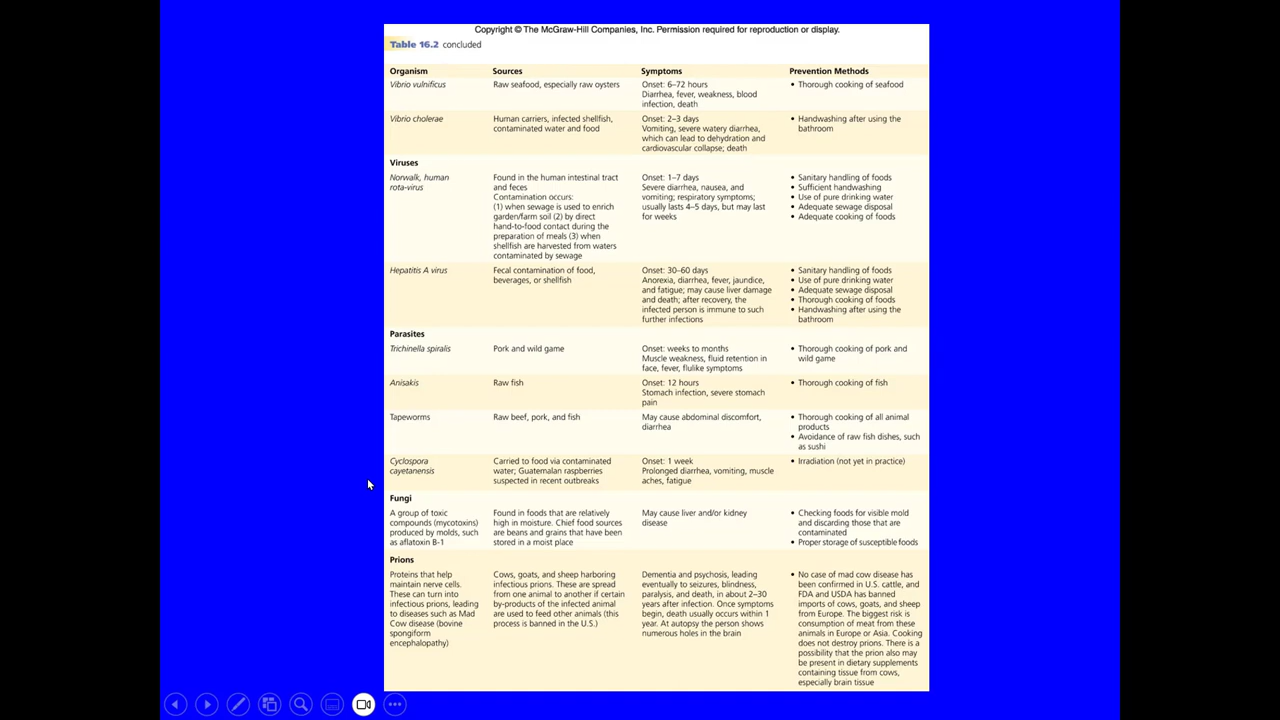 Copyright © The McGraw-Hill Companies, Inc. Permission required for reproduction or display.
Table 16.2 concluded
Organism
Sources
Symptoms
Prevention Methods
Vibrio vulnificus
Raw seafood, especially raw oysters
Onset: 6–72 hours
Diarrhea, fever, weakness, blood
infection, death
• Thorough cooking of seafood
Vibrio cholerae
Human carriers, infected shellfish,
contaminated water and food
Onset: 2–3 days
Vomiting, severe watery diarrhea,
which can lead to dehydration and
cardiovascular collapse; death
• Handwashing after using the
bathroom
Viruses
Norwalk, human
rota-virus
Found in the human intestinal tract
and feces
Contamination occurs:
(1) when sewage is used to enrich
garden/farm soil (2) by direct
hand-to-food contact during the
preparation of meals (3) when
shellfish are harvested from waters
contaminated by sewage
Onset: 1–7 days
Severe diarrhea, nausea, and
vomiting; respiratory symptoms;
usually lasts 4–5 days, but may last
for weeks
• Sanitary handling of foods
• Sufficient handwashing
• Use of pure drinking water
• Adequate sewage disposal
• Adequate cooking of foods
Hepatitis A virus
Fecal contamination of food,
beverages, or shellfish
Onset: 30–60 days
Anorexia, diarrhea, fever, jaundice,
and fatigue; may cause liver damage
and death; after recovery, the
infected person is immune to such
further infections
• Sanitary handling of foods
• Use of pure drinking water
• Adequate sewage disposal
• Thorough cooking of foods
• Handwashing after using the
bathroom
Parasites
Trichinella spiralis
Pork and wild game
Onset: weeks to months
Muscle weakness, fluid retention in
face, fever, flulike symptoms
• Thorough cooking of pork and
wild game
Anisakis
Raw fish
Onset: 12 hours
Stomach infection, severe stomach
pain
• Thorough cooking of fish
Tapeworms
Raw beef, pork, and fish
May cause abdominal discomfort,
diarrhea
• Thorough cooking of all animal
products
• Avoidance of raw fish dishes, such
as sushi
Cyclospora
cayetanensis
Carried to food via contaminated
water; Guatemalan raspberries
suspected in recent outbreaks
Onset: 1 week
Prolonged diarrhea, vomiting, muscle
aches, fatigue
• Irradiation (not yet in practice)
Fungi
A group of toxic
compounds (mycotoxins)
produced by molds, such
as aflatoxin B-1
Found in foods that are relatively
high in moisture. Chief food sources
are beans and grains that have been
stored in a moist place
May cause liver and/or kidney
disease
• Checking foods for visible mold
and discarding those that are
contaminated
• Proper storage of susceptible foods
Prions
Proteins that help
maintain nerve cells.
These can turn into
infectious prions, leading
to diseases such as Mad
Cow disease (bovine
spongiform
encephalopathy)
Cows, goats, and sheep harboring
infectious prions. These are spread
from one animal to another if certain
by-products of the infected animal
are used to feed other animals (this
process is banned in the U.S.)
Dementia and psychosis, leading
eventually to seizures, blindness,
paralysis, and death, in about 2–30
years after infection. Once symptoms
begin, death usually occurs within 1
year. At autopsy the person shows
numerous holes in the brain
• No case of mad cow disease has
been confirmed in U.S. cattle, and
FDA and USDA has banned
imports of cows, goats, and sheep
from Europe. The biggest risk is
consumption of meat from these
animals in Europe or Asia. Cooking
does not destroy prions. There is a
possibility that the prion also may
be present in dietary supplements
containing tissue from cows,
especially brain tissue